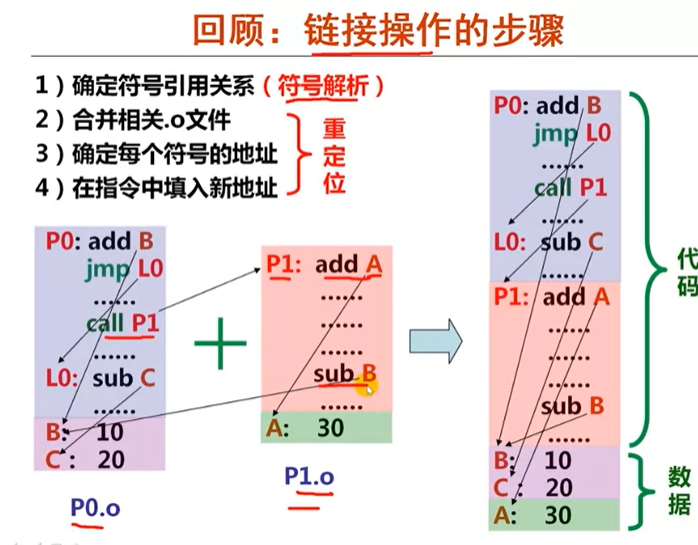 回顾：链接操作的步骤
1）确定符号引用关系（符号解析）
2）合并相关.o文件
3）确定每个符号的地址
4）在指令中填入新地址
重定位
P0: add B
jmp L0
……
call P1
……
L0: sub C
……
B: 10
C: 20
P0.o
+
P1: add A
……
……
……
sub B
……
A: 30
P1.o
P0: add B
jmp L0
……
call P1
……
L0: sub C
……
P1: add A
……
……
……
sub B
……
B: 10
C: 20
A: 30
代码
数据